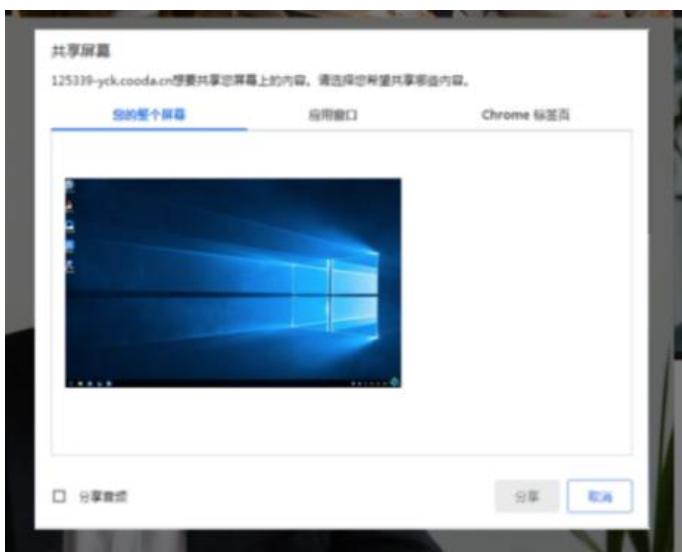 共享屏幕
125339-yck.cooda.cn想要共享您屏幕上的内容。请选择您希望共享哪些内容。
您的整个屏幕
应用窗口
Chrome 标签页
分享音频
分享
取消